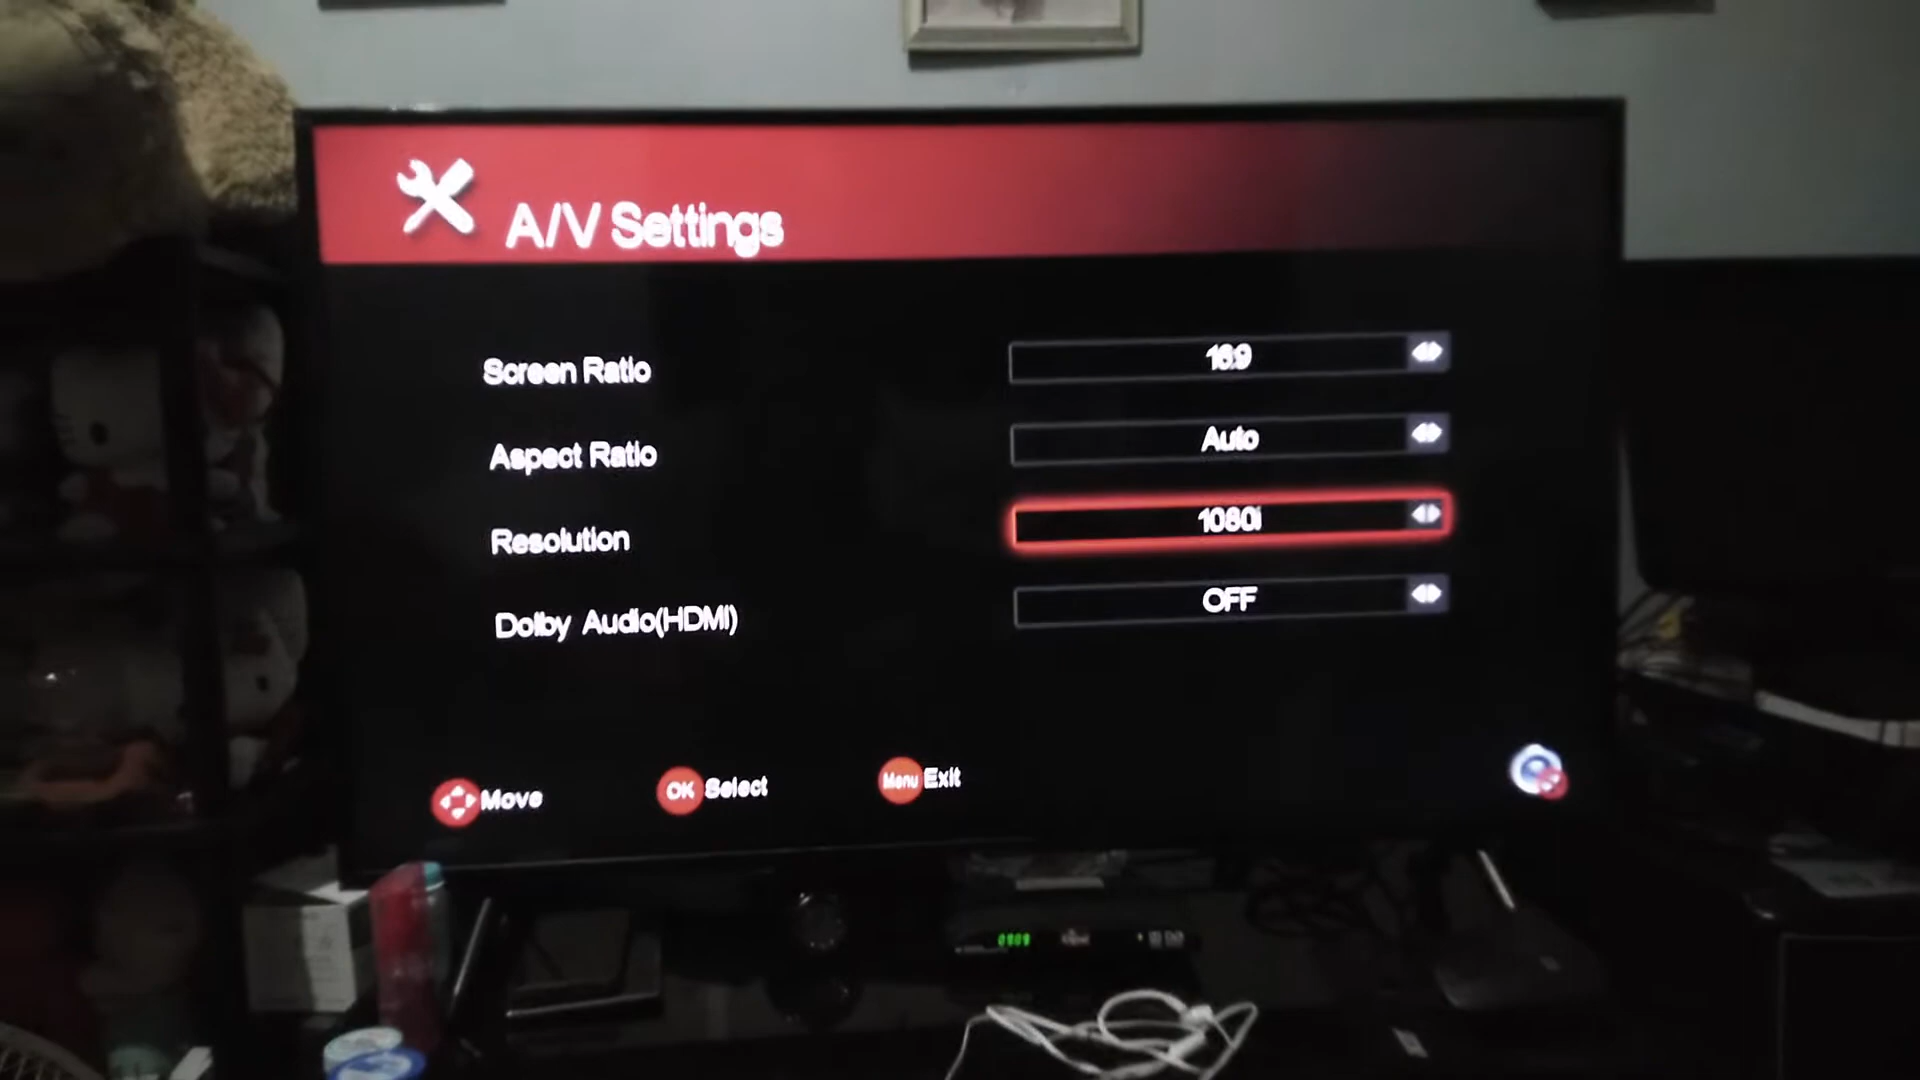 A/V Settings
Screen Ratio 16:9
Aspect Ratio Auto
Resolution 1080i
Dolby Audio(HDMI) OFF
Move OK Select Menu Exit